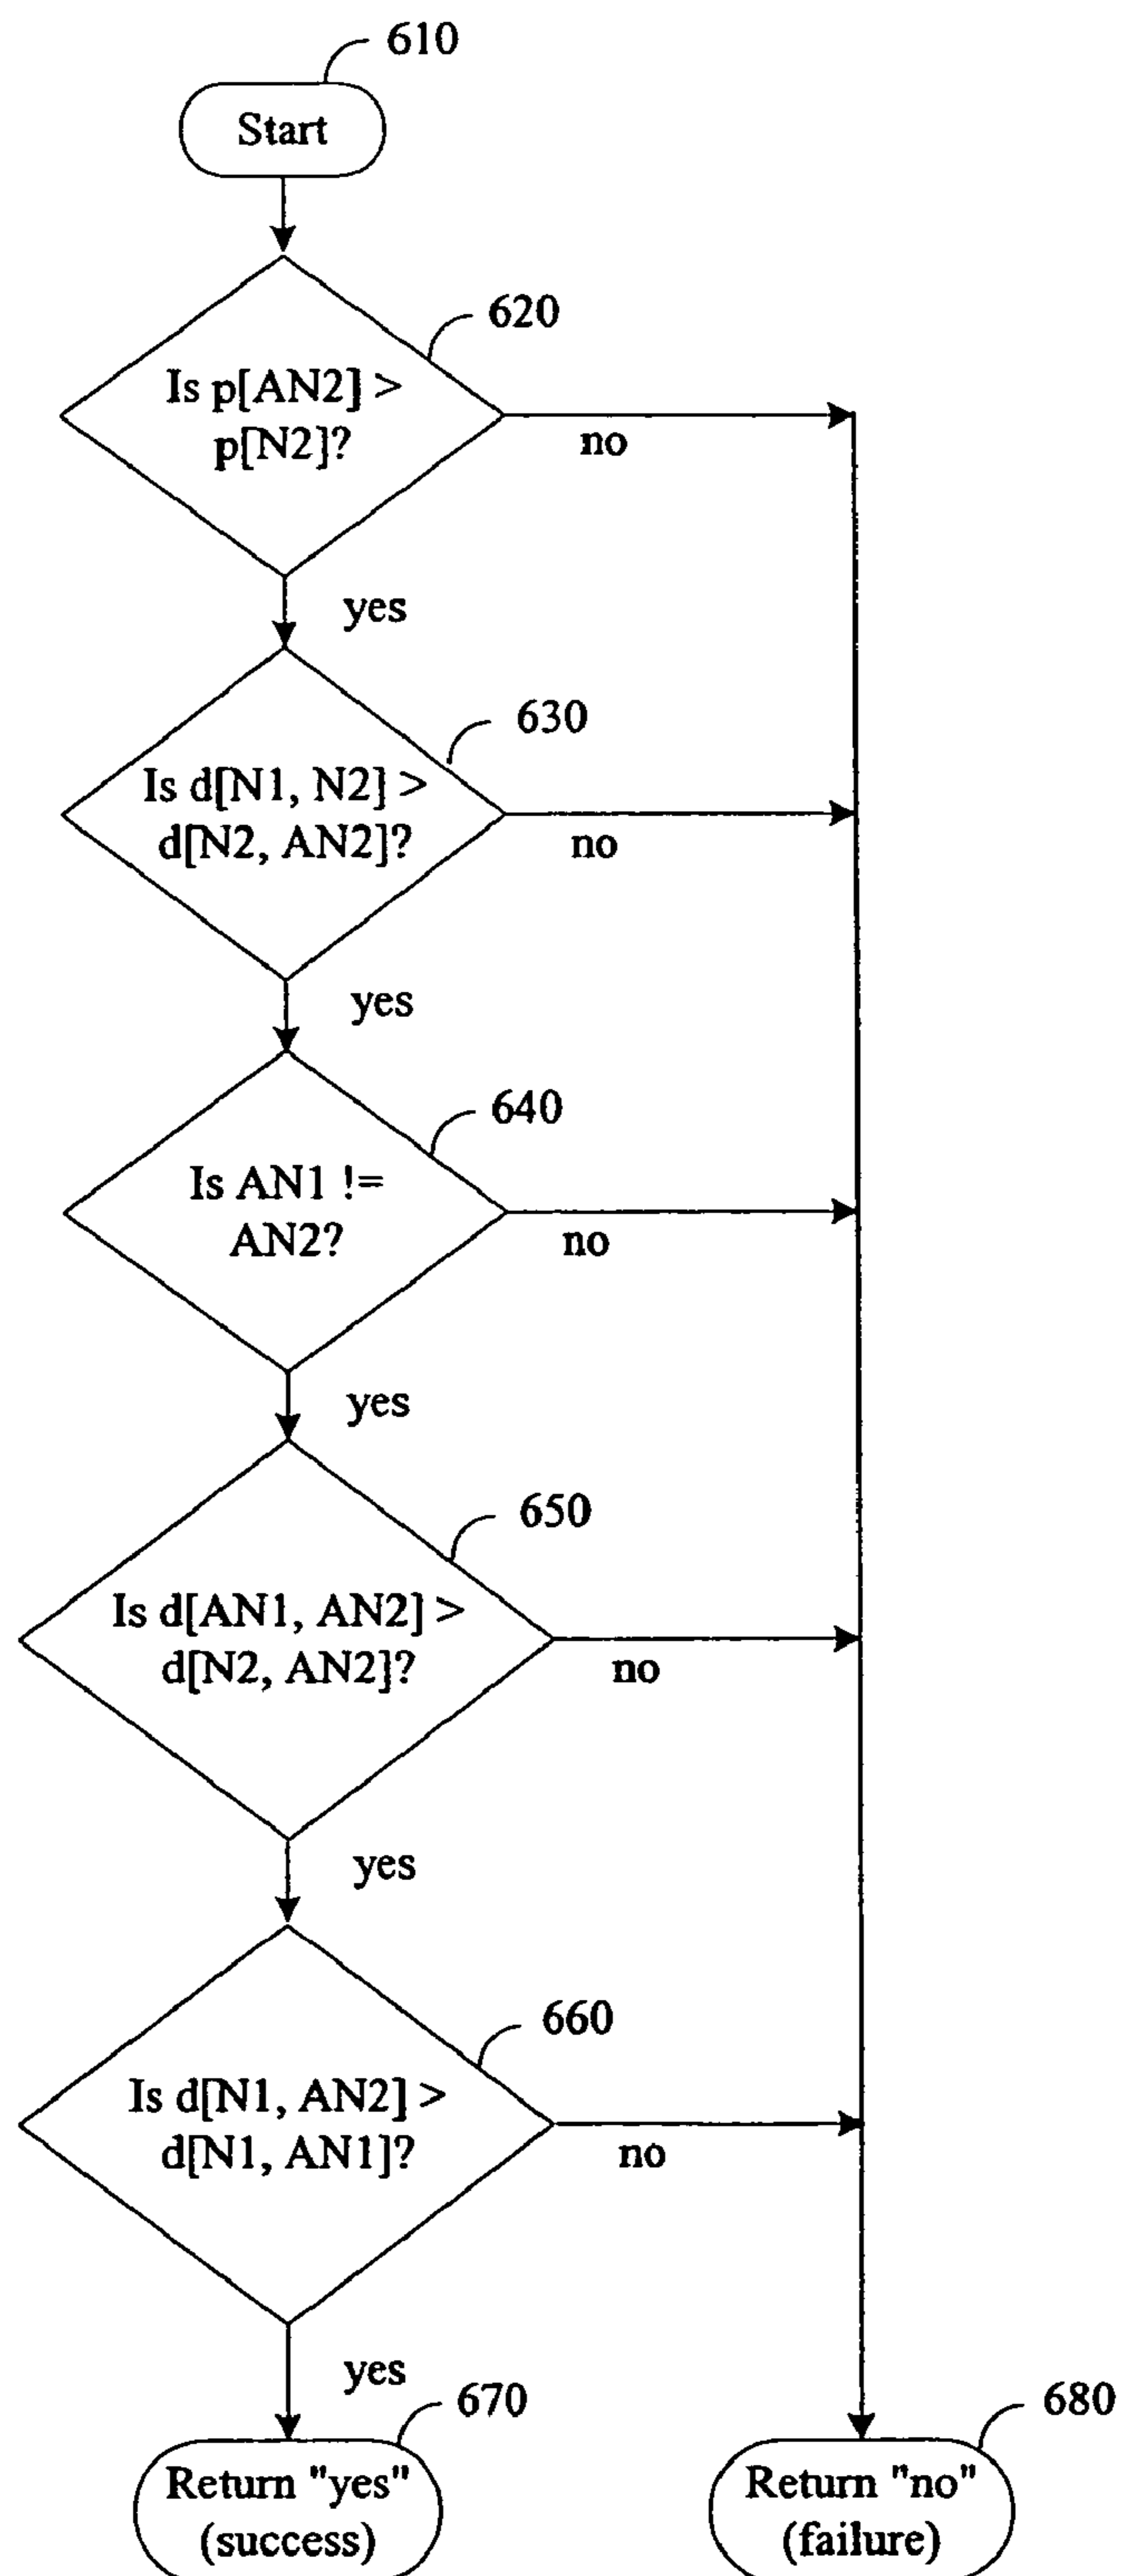 610
Start
620
Is p[AN2] >
p[N2]?
no
yes
630
Is d[N1, N2] >
d[N2, AN2]?
no
yes
640
Is AN1 !=
AN2?
no
yes
650
Is d[AN1, AN2] >
d[N2, AN2]?
no
yes
660
Is d[N1, AN2] >
d[N1, AN1]?
no
yes
670
680
Return "yes"
(success)
Return "no"
(failure)